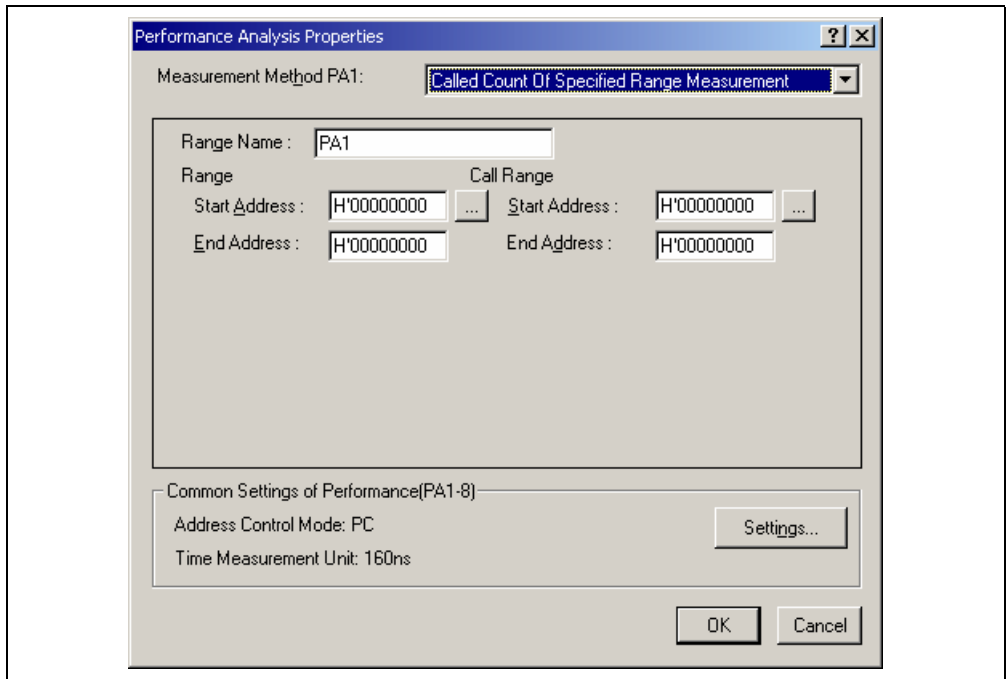 Performance Analysis Properties
Measurement Method PA1: Called Count Of Specified Range Measurement
Range Name : PA1
Range Call Range
Start Address : H'00000000 ... Start Address : H'00000000 ...
End Address : H'00000000 End Address : H'00000000
Common Settings of Performance(PA1-8)
Address Control Mode: PC
Settings...
Time Measurement Unit: 160ns
OK Cancel